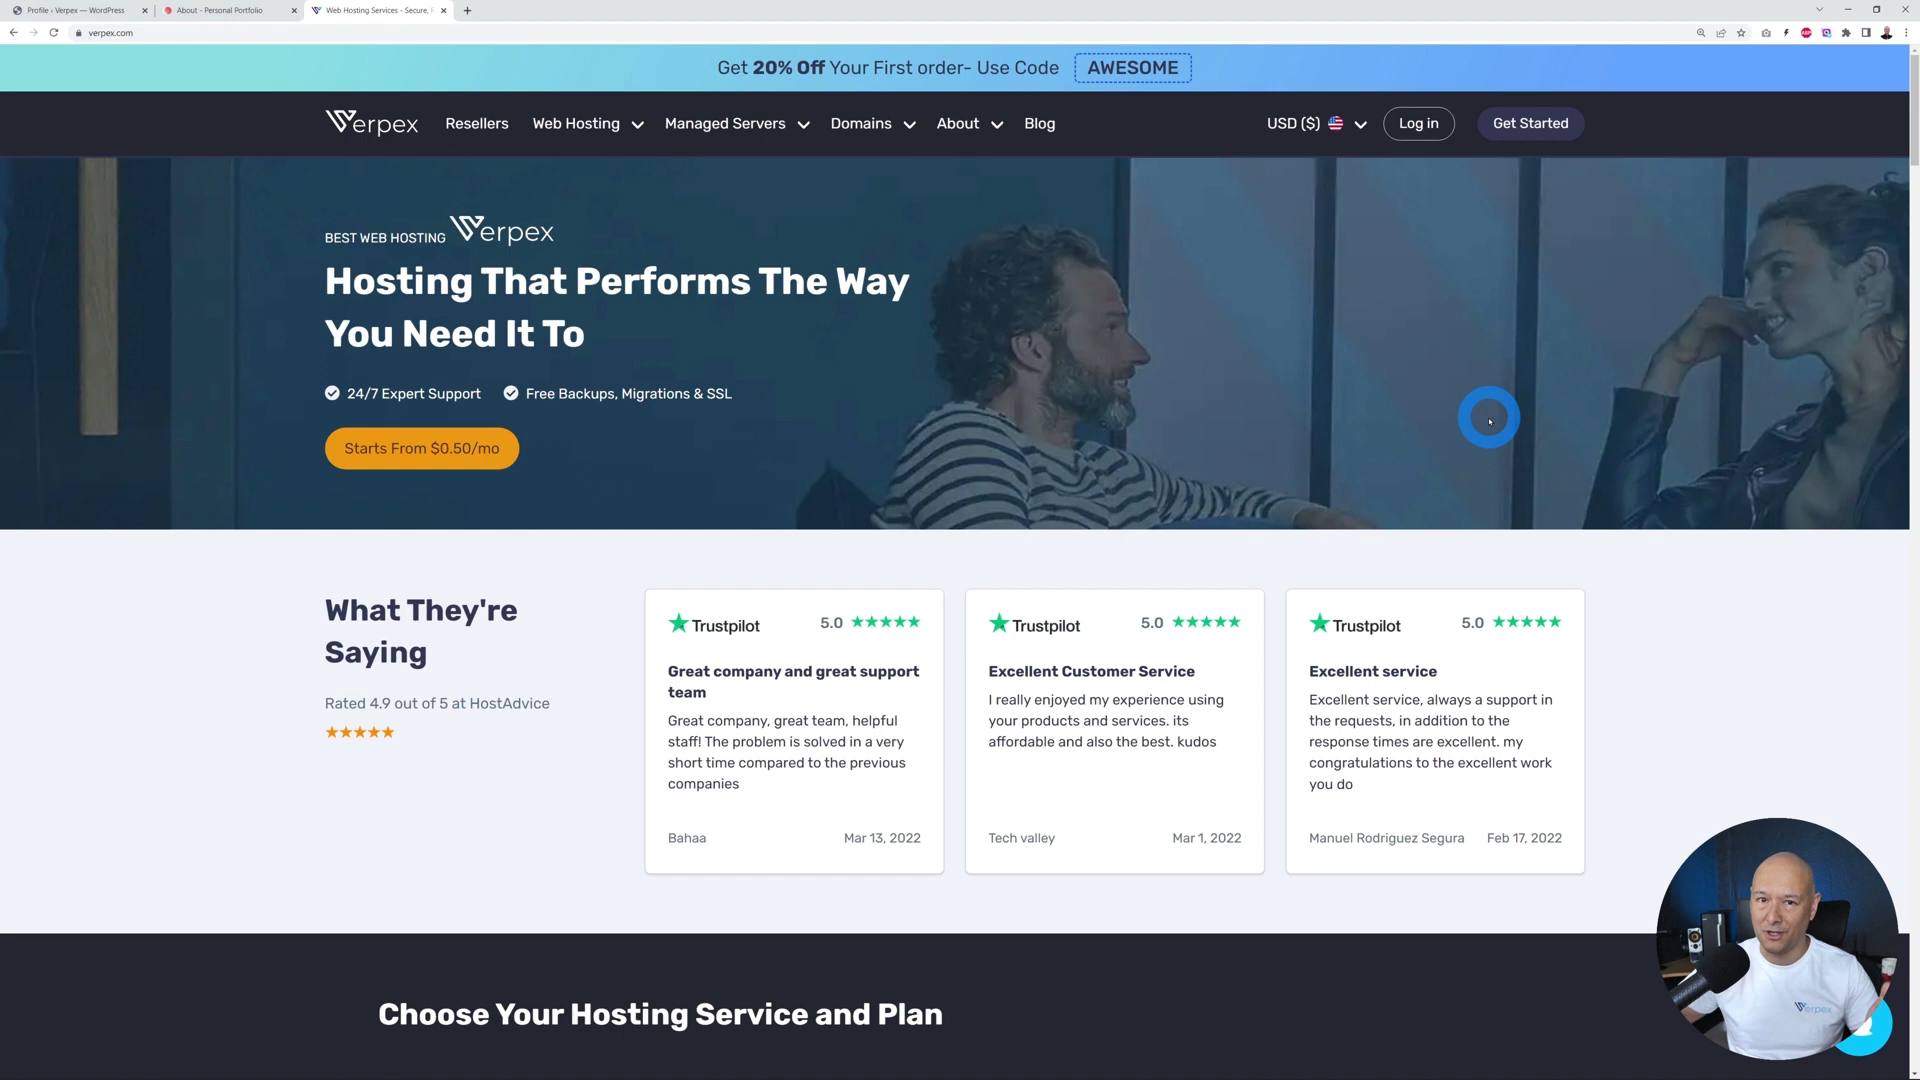 Profile ‹ Verpex — WordPress
About - Personal Portfolio
Web Hosting Services - Secure, F
verpex.com
Get 20% Off Your First order- Use Code AWESOME
Verpex
Resellers
Web Hosting
Managed Servers
Domains
About
Blog
USD ($)
Log in
Get Started
BEST WEB HOSTING Verpex
Hosting That Performs The Way
You Need It To
24/7 Expert Support
Free Backups, Migrations & SSL
Starts From $0.50/mo
What They're
Saying
Rated 4.9 out of 5 at HostAdvice
Trustpilot
5.0
Great company and great support
team
Great company, great team, helpful
staff! The problem is solved in a very
short time compared to the previous
companies
Bahaa
Mar 13, 2022
Trustpilot
5.0
Excellent Customer Service
I really enjoyed my experience using
your products and services. its
affordable and also the best. kudos
Tech valley
Mar 1, 2022
Trustpilot
5.0
Excellent service
Excellent service, always a support in
the requests, in addition to the
response times are excellent. my
congratulations to the excellent work
you do
Manuel Rodriguez Segura
Feb 17, 2022
Choose Your Hosting Service and Plan
Verpex